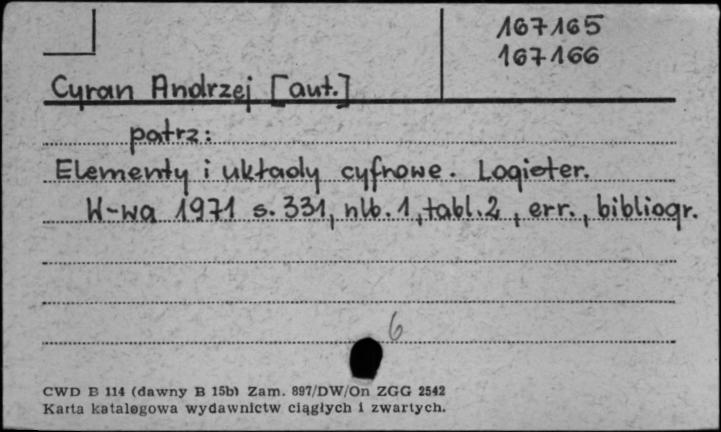 167165
167166
Cyran Andrzej [aut.]
patrz:
Elementy i układy cyfrowe. Logister.
W-wa 1971 s. 331, nlb. 1, tabl. 2, err., bibliogr.
6
CWD B 114 (dawny B 15b) Zam. 897/DW/On ZGG 2542
Karta katalogowa wydawnictw ciągłych i zwartych.